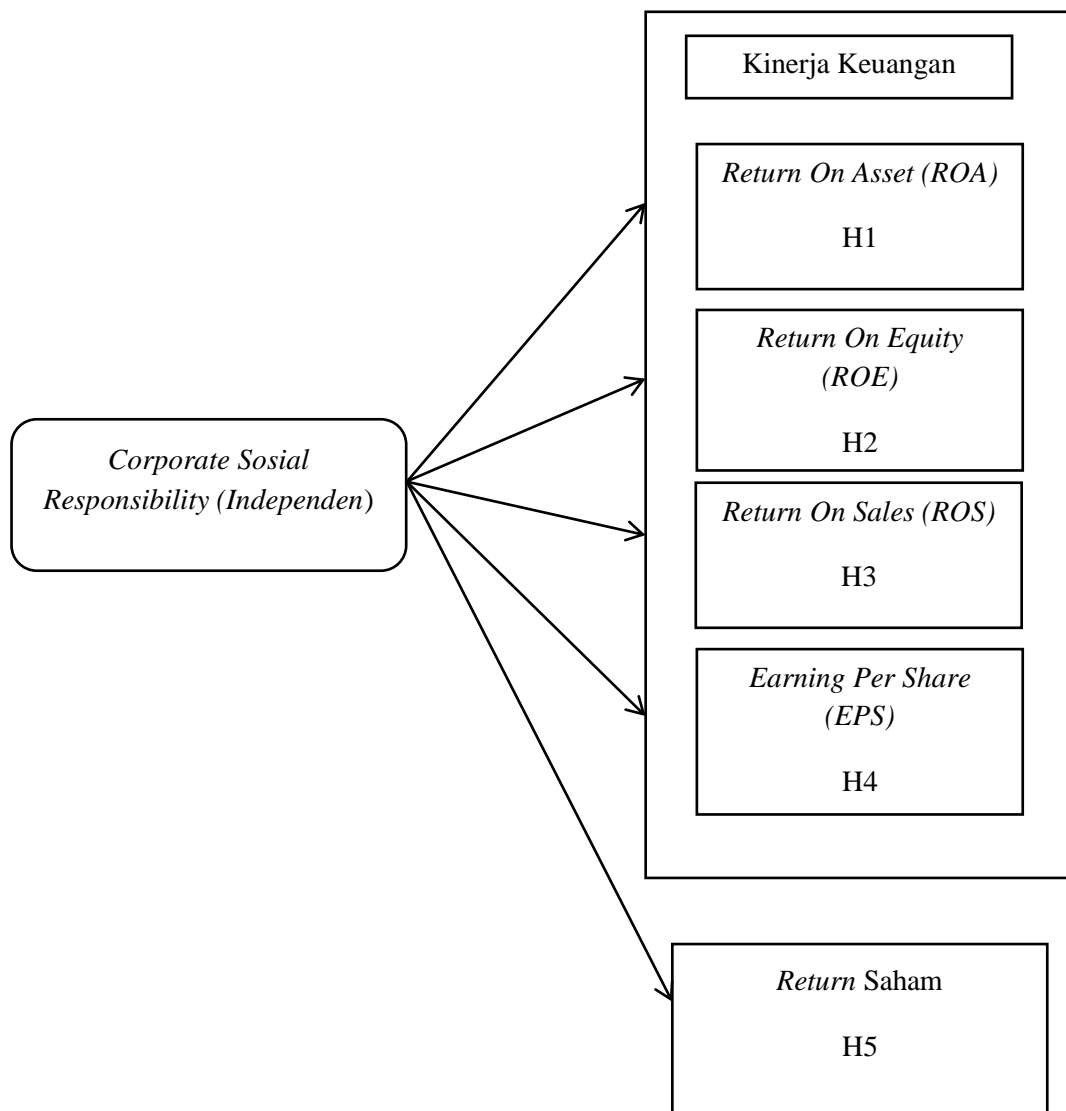 Kinerja Keuangan
Return On Asset (ROA)
H1
Return On Equity
(ROE)
H2
Corporate Sosial
Responsibility (Independen)
Return On Sales (ROS)
H3
Earning Per Share
(EPS)
H4
Return Saham
H5